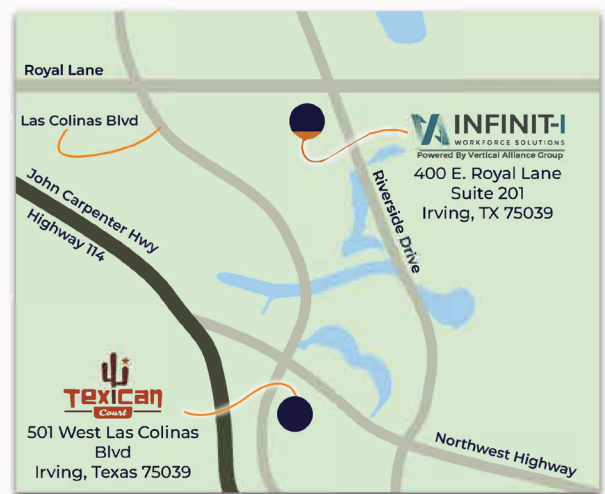 Royal Lane
Las Colinas Blvd
INFINIT-I
WORKFORCE SOLUTIONS
Powered By Vertical Alliance Group
400 E. Royal Lane
Suite 201
Irving, TX 75039
Riverside Drive
John Carpenter Hwy
Highway 114
TEXICAN
Court
501 West Las Colinas
Blvd
Irving, Texas 75039
Northwest Highway